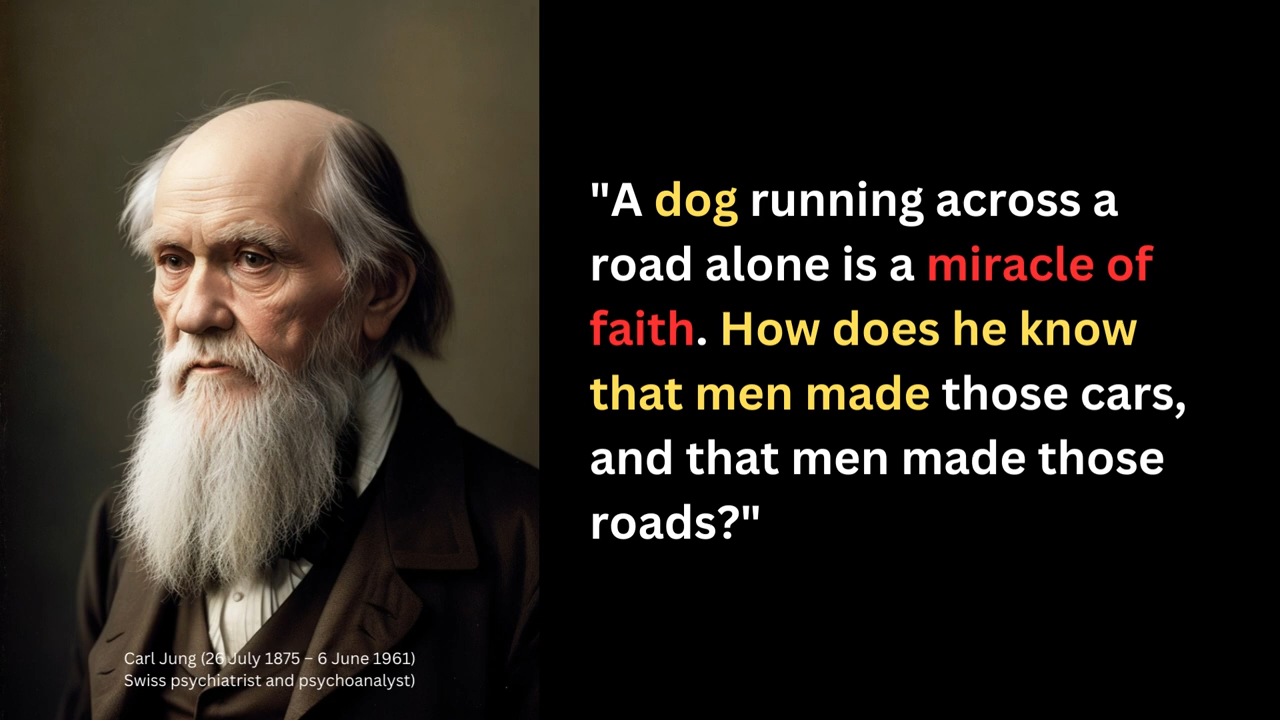 "A dog running across a
road alone is a miracle of
faith. How does he know
that men made those cars,
and that men made those
roads?"
Carl Jung (26 July 1875 – 6 June 1961)
Swiss psychiatrist and psychoanalyst)